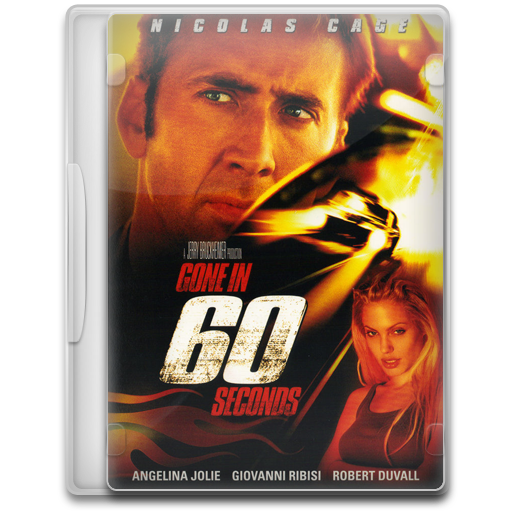 NICOLAS CAGE
A JERRY BRUCKHEIMER PRODUCTION
GONE IN
60
SECONDS
ANGELINA JOLIE GIOVANNI RIBISI ROBERT DUVALL